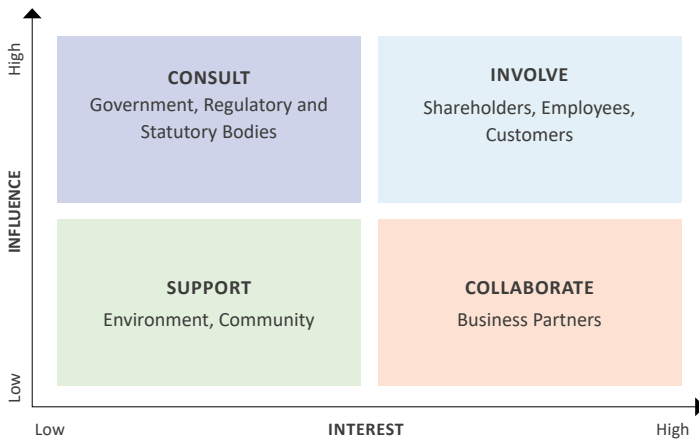 High
CONSULT
Government, Regulatory and
Statutory Bodies
INVOLVE
Shareholders, Employees,
Customers
INFLUENCE
SUPPORT
Environment, Community
COLLABORATE
Business Partners
Low
Low
INTEREST
High